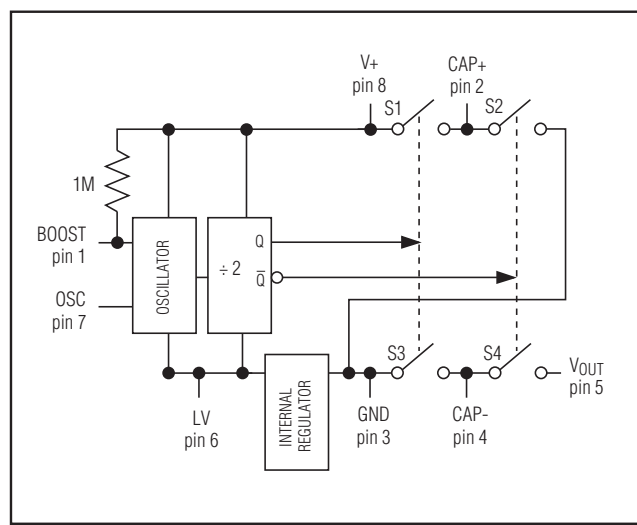 V+
pin 8
CAP+
pin 2
S1
S2
1M
BOOST
pin 1
OSCILLATOR
÷ 2
Q
Q̅
OSC
pin 7
S3
S4
VOUT
pin 5
LV
pin 6
INTERNAL
REGULATOR
GND
pin 3
CAP-
pin 4